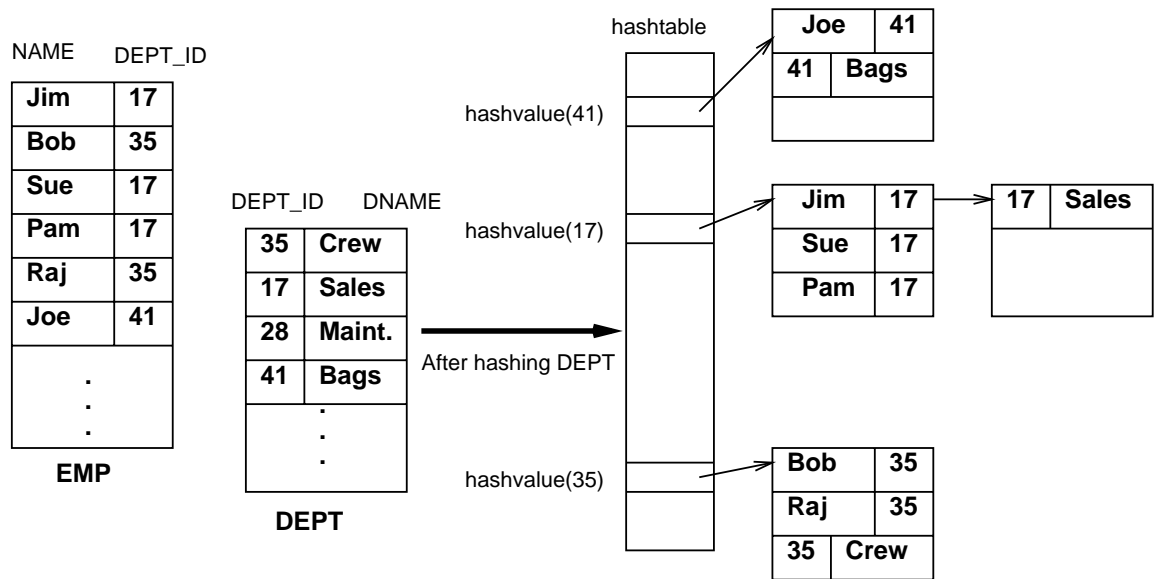 NAME DEPT_ID
Jim 17
Bob 35
Sue 17
Pam 17
Raj 35
Joe 41
.
.
.
EMP
DEPT_ID DNAME
35 Crew
17 Sales
28 Maint.
41 Bags
.
.
.
DEPT
After hashing DEPT
hashtable
hashvalue(41)
hashvalue(17)
hashvalue(35)
Joe 41
41 Bags
Jim 17
Sue 17
Pam 17
17 Sales
Bob 35
Raj 35
35 Crew